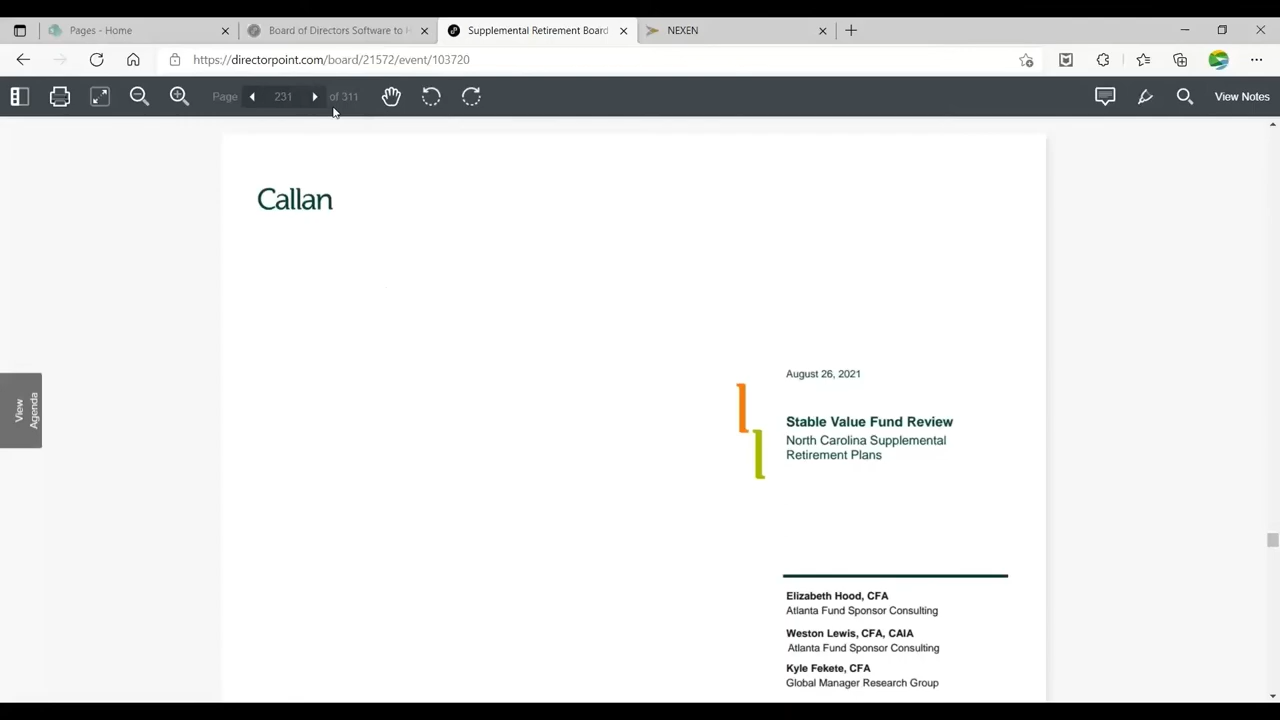 Pages - Home
Board of Directors Software to H
Supplemental Retirement Board
NEXEN
https://directorpoint.com/board/21572/event/103720
Page 231 of 311
View Notes
Callan
View Agenda
August 26, 2021
Stable Value Fund Review
North Carolina Supplemental
Retirement Plans
Elizabeth Hood, CFA
Atlanta Fund Sponsor Consulting
Weston Lewis, CFA, CAIA
Atlanta Fund Sponsor Consulting
Kyle Fekete, CFA
Global Manager Research Group